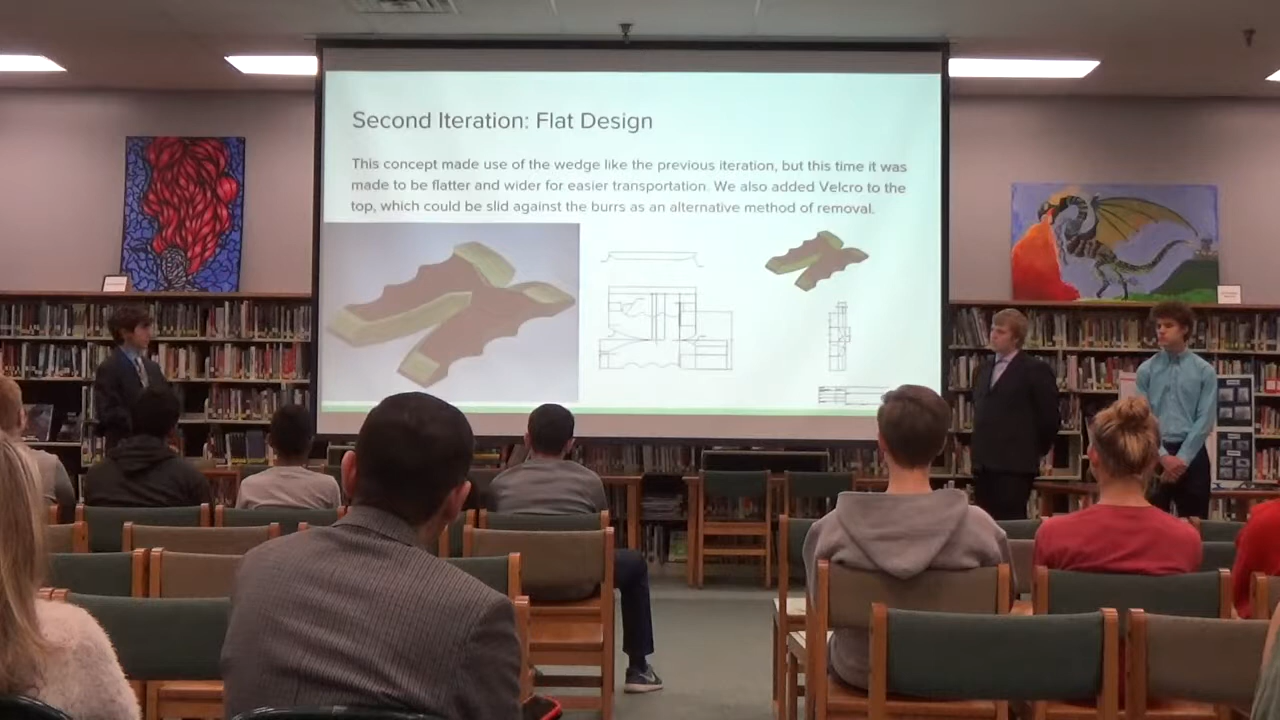 Second Iteration: Flat Design
This concept made use of the wedge like the previous iteration, but this time it was
made to be flatter and wider for easier transportation. We also added Velcro to the
top, which could be slid against the burrs as an alternative method of removal.